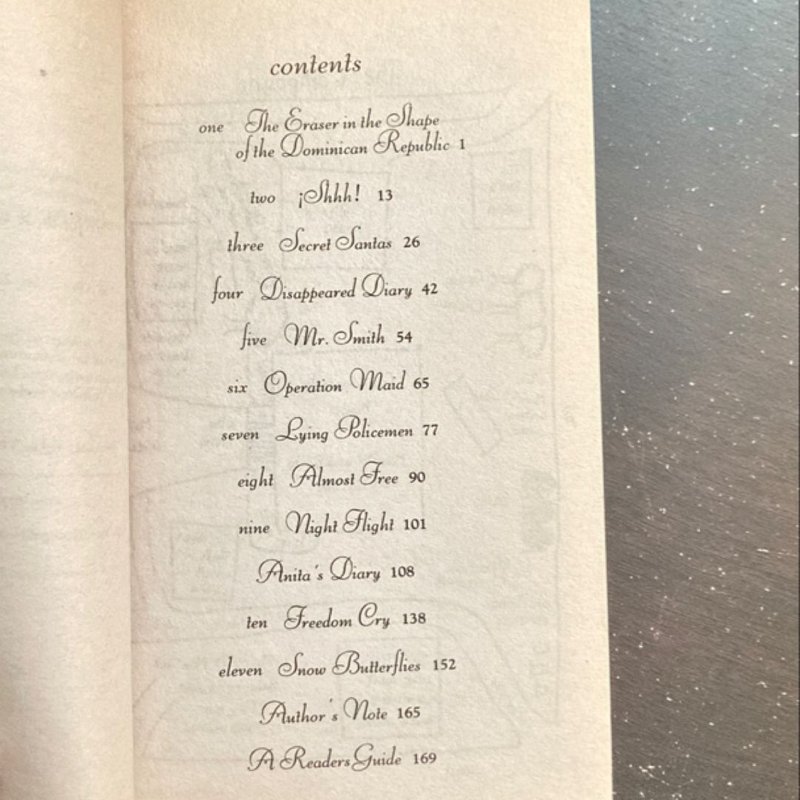 contents
one The Eraser in the Shape
of the Dominican Republic 1
two ¡Shhh! 13
three Secret Santas 26
four Disappeared Diary 42
five Mr. Smith 54
six Operation Maid 65
seven Lying Policemen 77
eight Almost Free 90
nine Night Flight 101
Anita's Diary 108
ten Freedom Cry 138
eleven Snow Butterflies 152
Author's Note 165
A Readers Guide 169